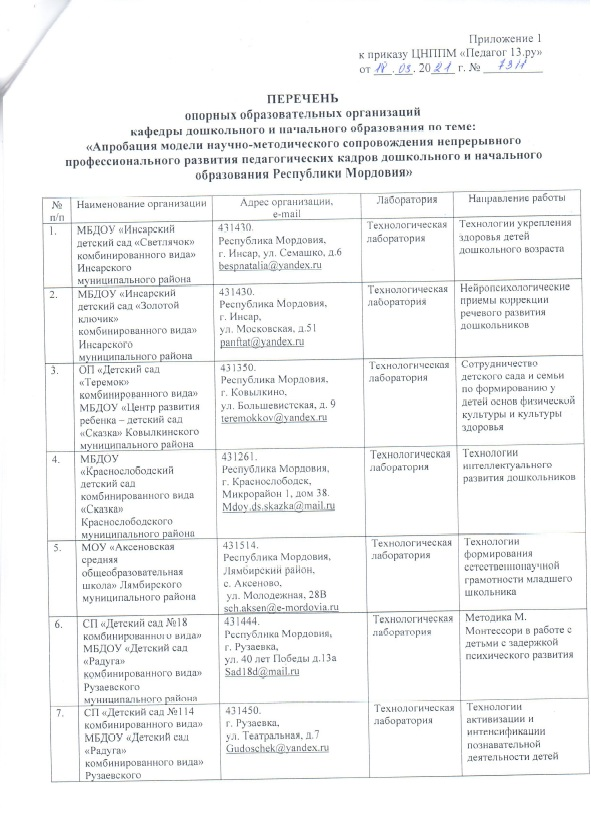 Приложение 1
к приказу ЦНППМ «Педагог 13.ру»
от 18 . 03 . 2021 г. № 73/1
ПЕРЕЧЕНЬ
опорных образовательных организаций
кафедры дошкольного и начального образования по теме:
«Апробация модели научно-методического сопровождения непрерывного
профессионального развития педагогических кадров дошкольного и начального
образования Республики Мордовия»
№ п/п
Наименование организации
Адрес организации,
e-mail
Лаборатория
Направление работы
1.
МБДОУ «Инсарский
детский сад «Светлячок»
комбинированного вида»
Инсарского
муниципального района
431430.
Республика Мордовия,
г. Инсар, ул. Семашко, д.6
bespnatalia@yandex.ru
Технологическая
лаборатория
Технологии укрепления
здоровья детей
дошкольного возраста
2.
МБДОУ «Инсарский
детский сад «Золотой
ключик»
комбинированного вида»
Инсарского
муниципального района
431430.
Республика Мордовия,
г. Инсар,
ул. Московская, д.51
panftat@yandex.ru
Технологическая
лаборатория
Нейропсихологические
приемы коррекции
речевого развития
дошкольников
3.
ОП «Детский сад
«Теремок»
комбинированного вида»
МБДОУ «Центр развития
ребенка – детский сад
«Сказка» Ковылкинского
муниципального района
431350.
Республика Мордовия,
г. Ковылкино,
ул. Большевистская, д. 9
teremokkov@yandex.ru
Технологическая
лаборатория
Сотрудничество
детского сада и семьи
по формированию у
детей основ физической
культуры и культуры
здоровья
4.
МБДОУ
«Краснослободский
детский сад
комбинированного вида
«Сказка»
Краснослободского
муниципального района
431261.
Республика Мордовия,
г. Краснослободск,
Микрорайон 1, дом 38.
Mdoy.ds.skazka@mail.ru
Технологическая
лаборатория
Технологии
интеллектуального
развития дошкольников
5.
МОУ «Аксеновская
средняя
общеобразовательная
школа» Лямбирского
муниципального района
431514.
Республика Мордовия,
Лямбирский район,
с. Аксеново,
ул. Молодежная, 28В
sch.aksen@e-mordovia.ru
Технологическая
лаборатория
Технологии
формирования
естественнонаучной
грамотности младшего
школьника
6.
СП «Детский сад №18
комбинированного вида»
МБДОУ «Детский сад
«Радуга»
комбинированного вида»
Рузаевского
муниципального района
431444.
Республика Мордовия,
г. Рузаевка,
ул. 40 лет Победы д.13а
Sad18d@mail.ru
Технологическая
лаборатория
Методика М.
Монтессори в работе с
детьми с задержкой
психического развития
7.
СП «Детский сад №114
комбинированного вида»
МБДОУ «Детский сад
«Радуга»
комбинированного вида»
Рузаевского
431450.
г. Рузаевка,
ул. Театральная, д.7
Gudoschek@yandex.ru
Технологическая
лаборатория
Технологии
активизации и
интенсификации
познавательной
деятельности детей